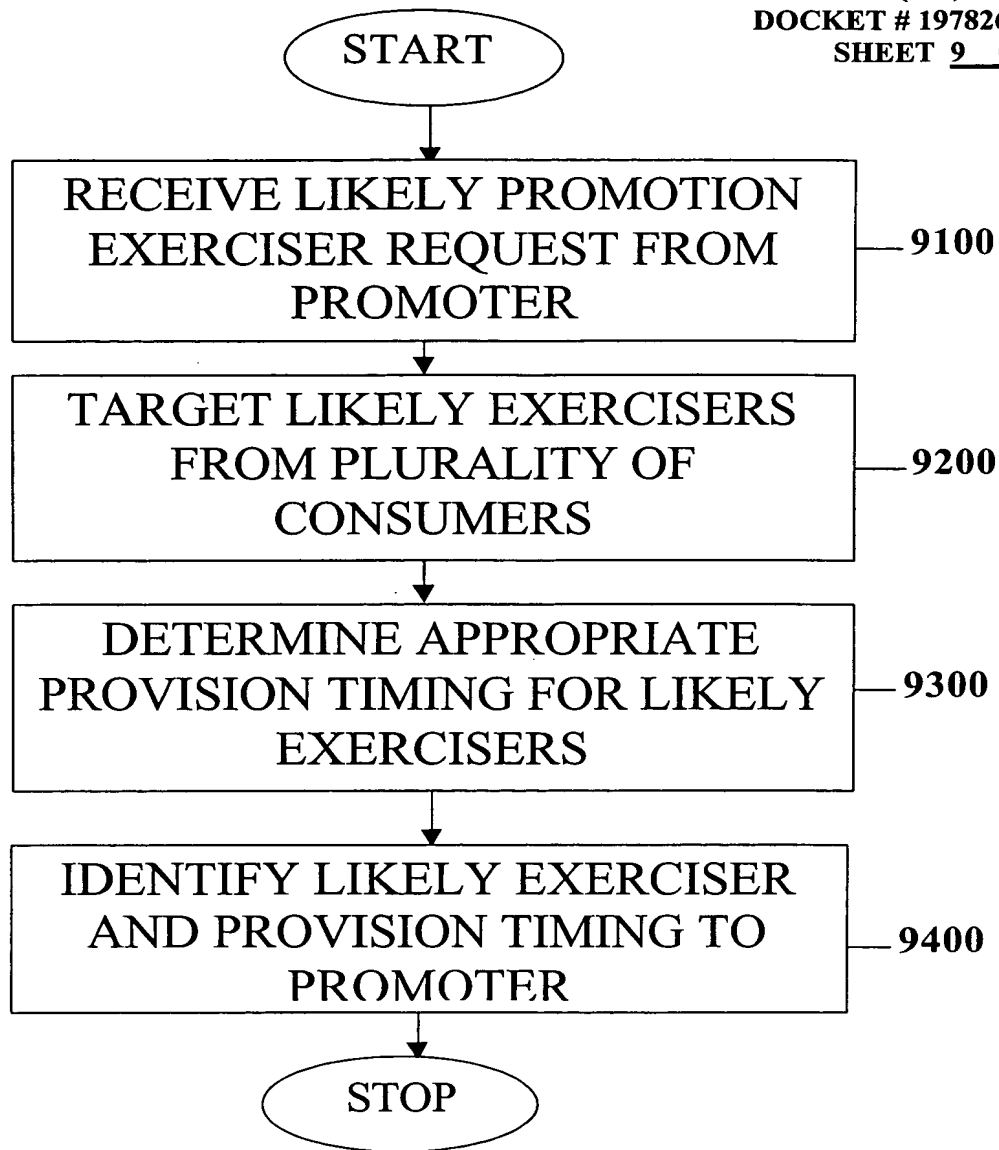 DOCKET # 19782
SHEET 9
START
RECEIVE LIKELY PROMOTION
EXERCISER REQUEST FROM
PROMOTER
9100
TARGET LIKELY EXERCISERS
FROM PLURALITY OF
CONSUMERS
9200
DETERMINE APPROPRIATE
PROVISION TIMING FOR LIKELY
EXERCISERS
9300
IDENTIFY LIKELY EXERCISER
AND PROVISION TIMING TO
PROMOTER
9400
STOP